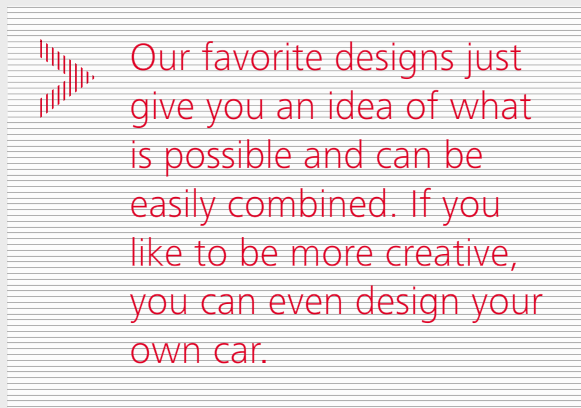 Our favorite designs just
give you an idea of what
is possible and can be
easily combined. If you
like to be more creative,
you can even design your
own car.